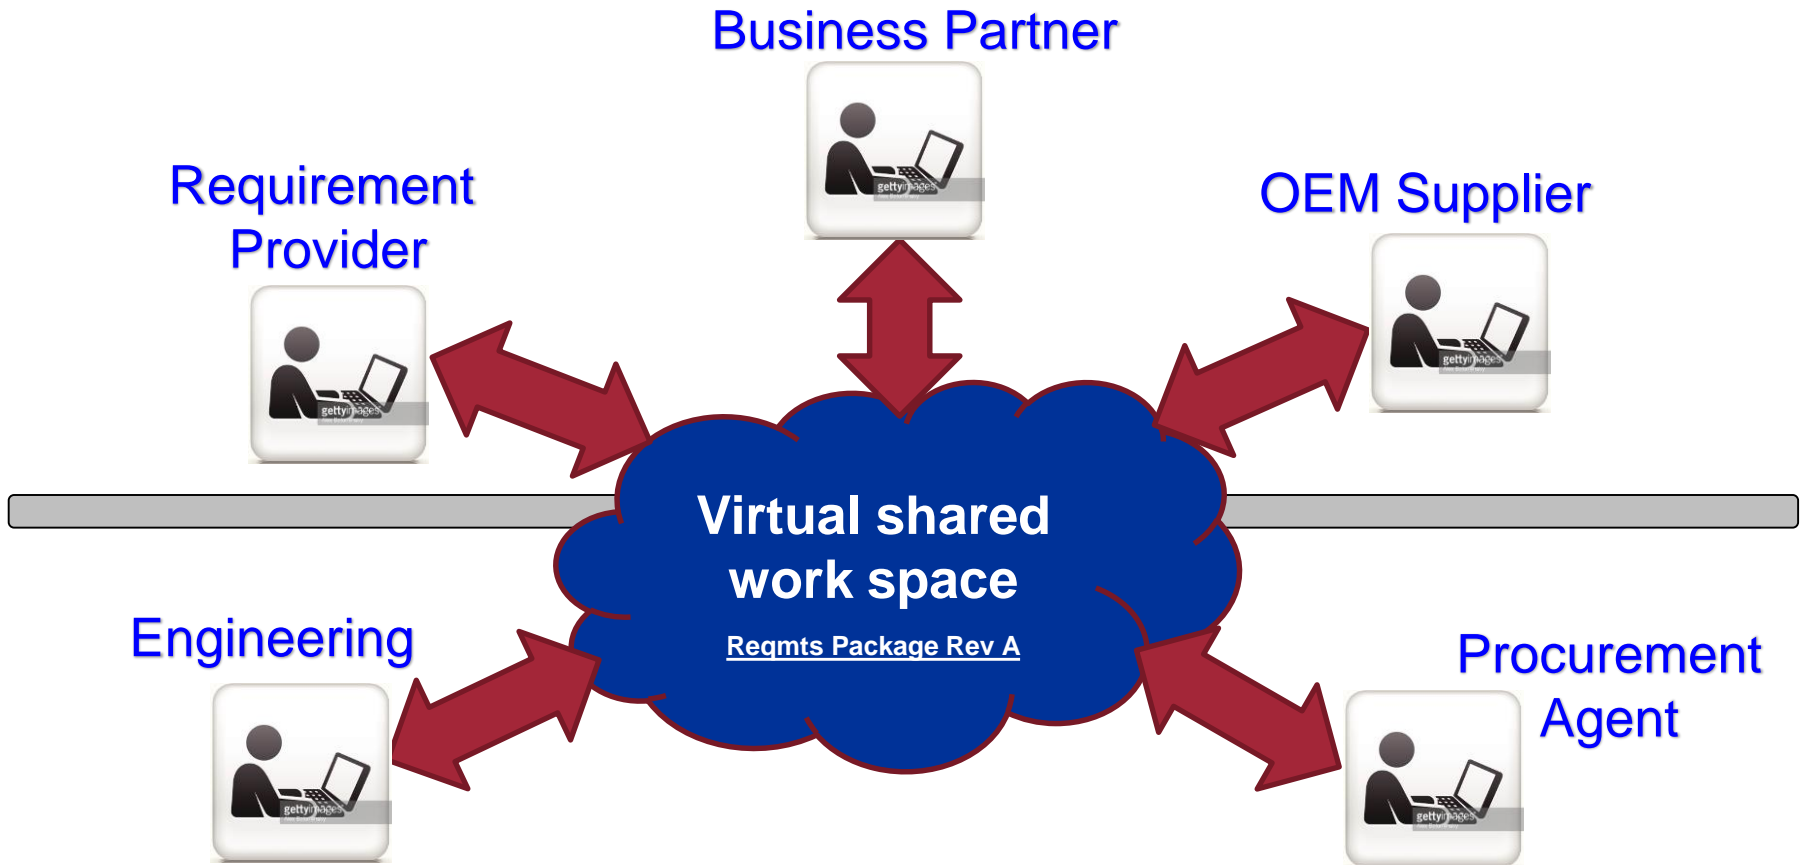 Business Partner
Requirement
Provider
OEM Supplier
gettyimages
gettyimages
gettyimages
Virtual shared
work space
Reqmts Package Rev A
Engineering
Procurement
Agent
gettyimages
gettyimages